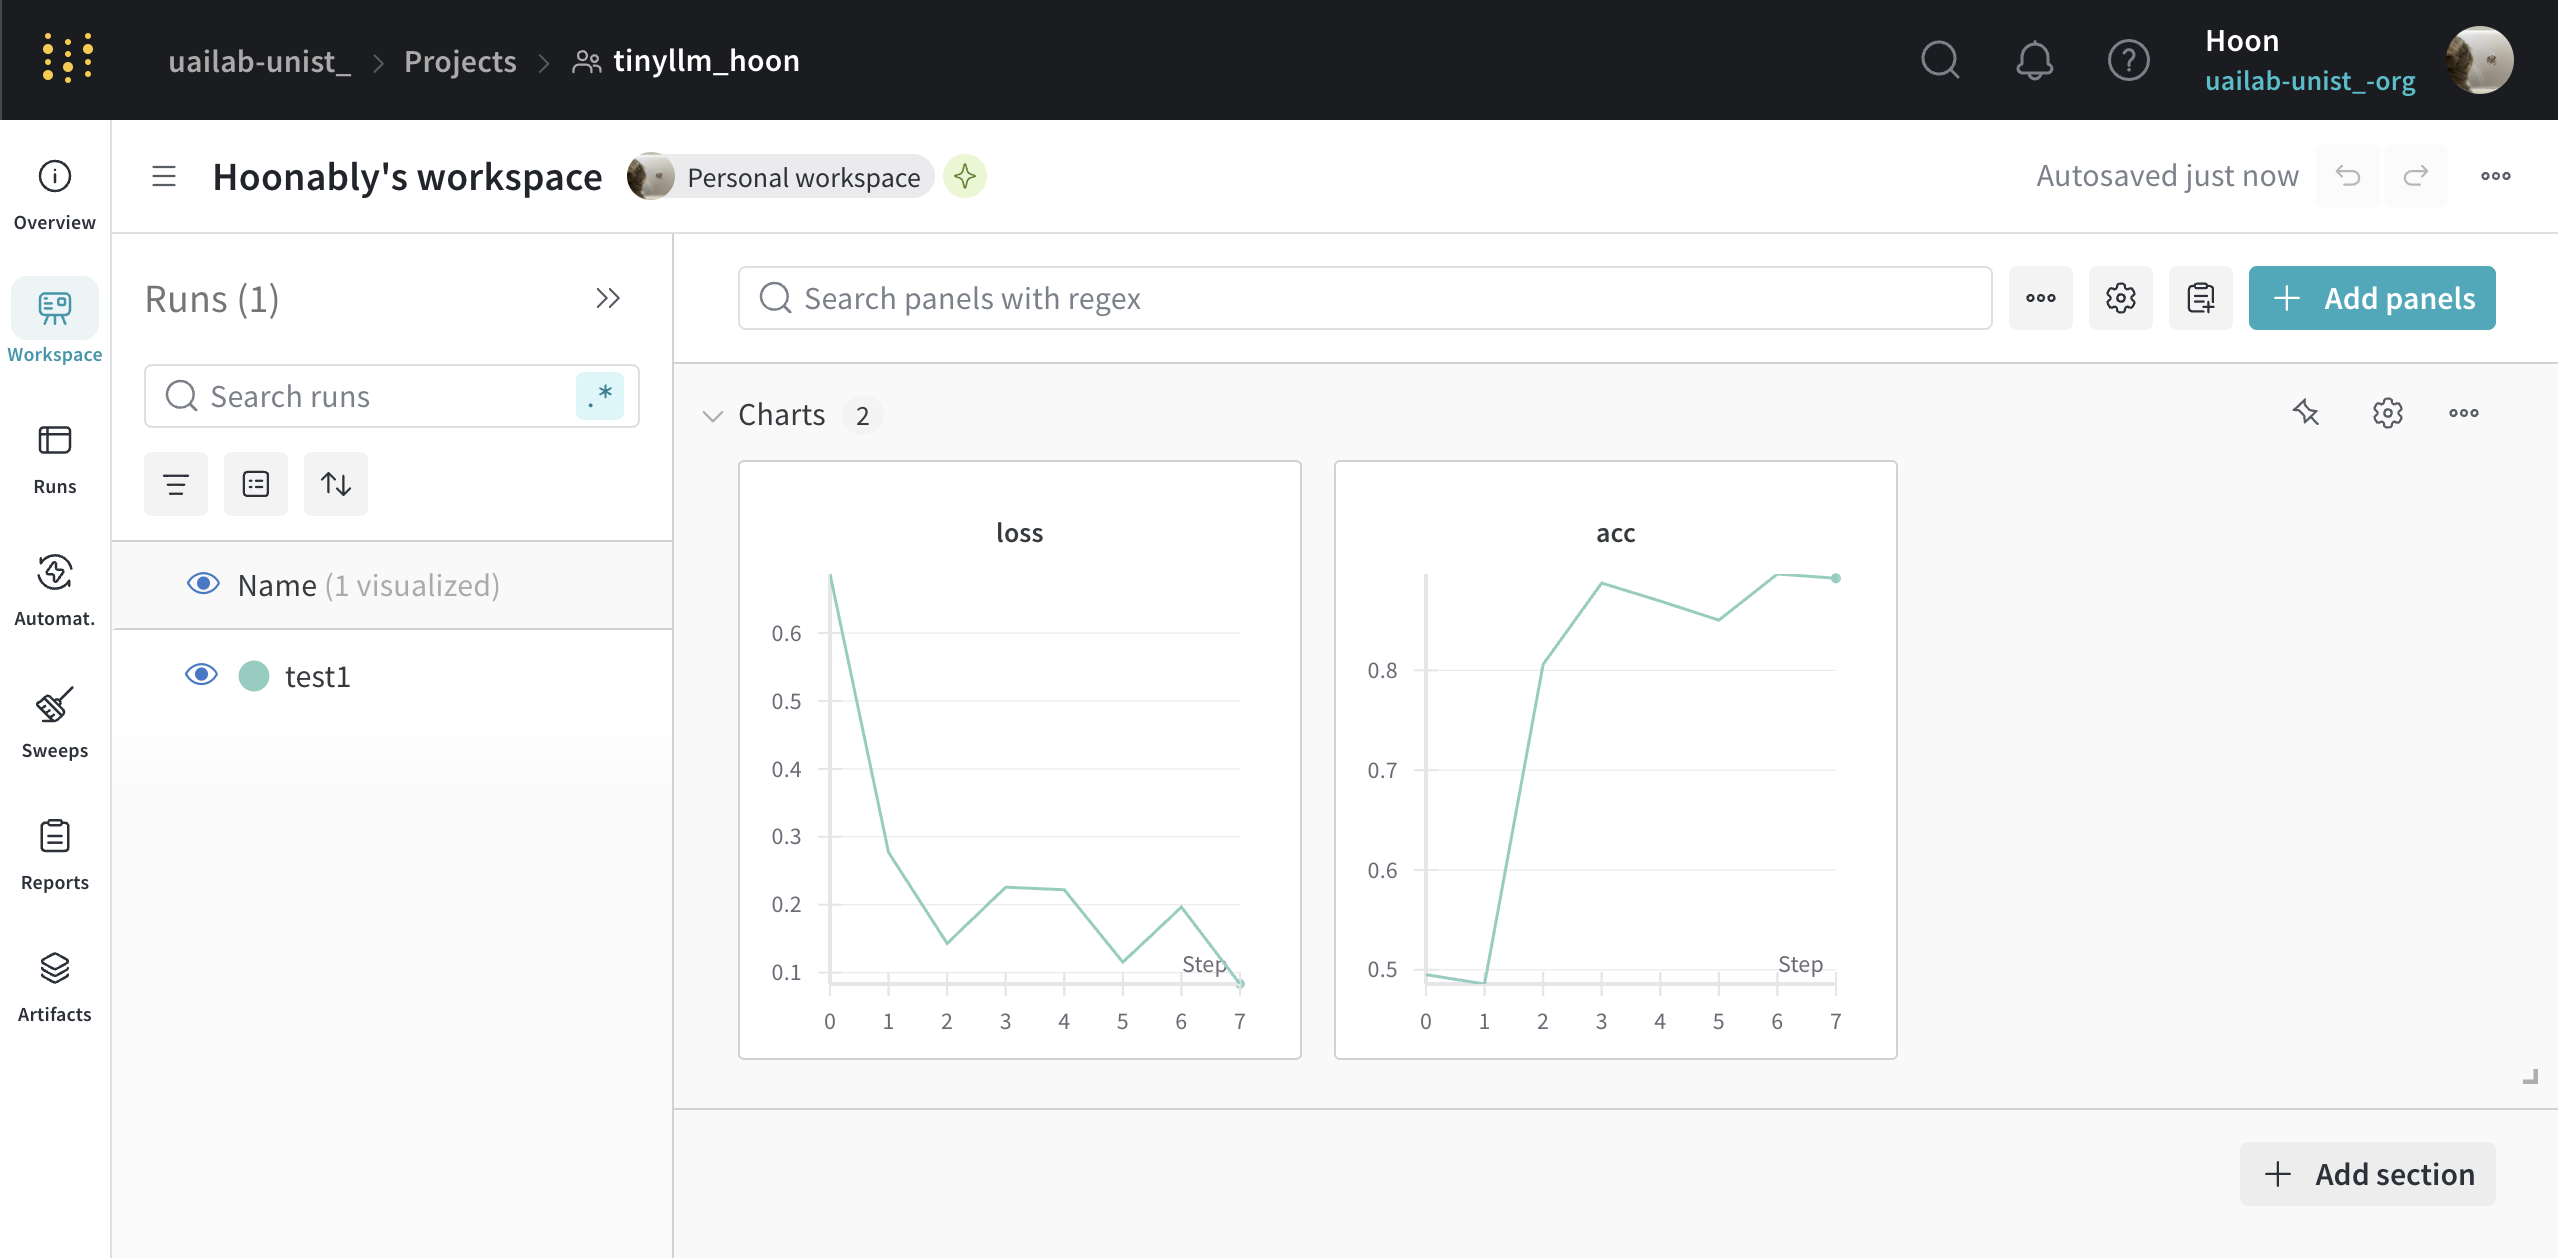 uailab-unist_ > Projects > tinyllm_hoon
Hoon
uailab-unist_-org
Overview
Workspace
Runs
Automat.
Sweeps
Reports
Artifacts
Hoonably's workspace
Personal workspace
Autosaved just now
Runs (1)
Search runs
.*
Name (1 visualized)
test1
Search panels with regex
Add panels
Charts 2
loss
0.6
0.5
0.4
0.3
0.2
0.1
Step
0 1 2 3 4 5 6 7
acc
0.8
0.7
0.6
0.5
Step
0 1 2 3 4 5 6 7
Add section